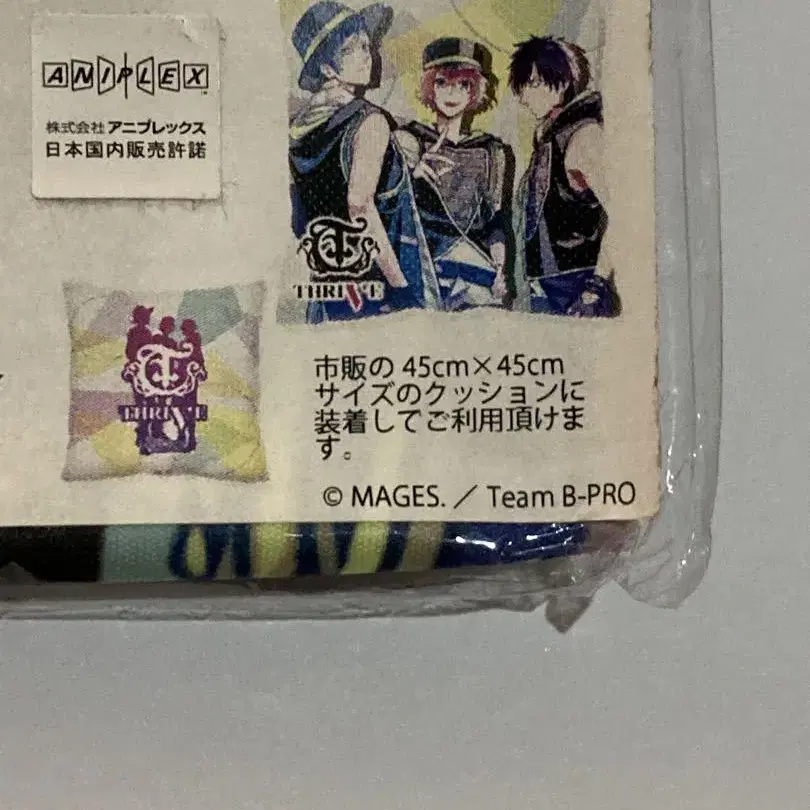 ANIPLEX
株式会社 アニプレックス
日本国内販売許諾
THRIVE
THRIVE
市販の 45cm×45cm
サイズのクッションに
装着してご利用頂けま
す。
© MAGES. / Team B-PRO